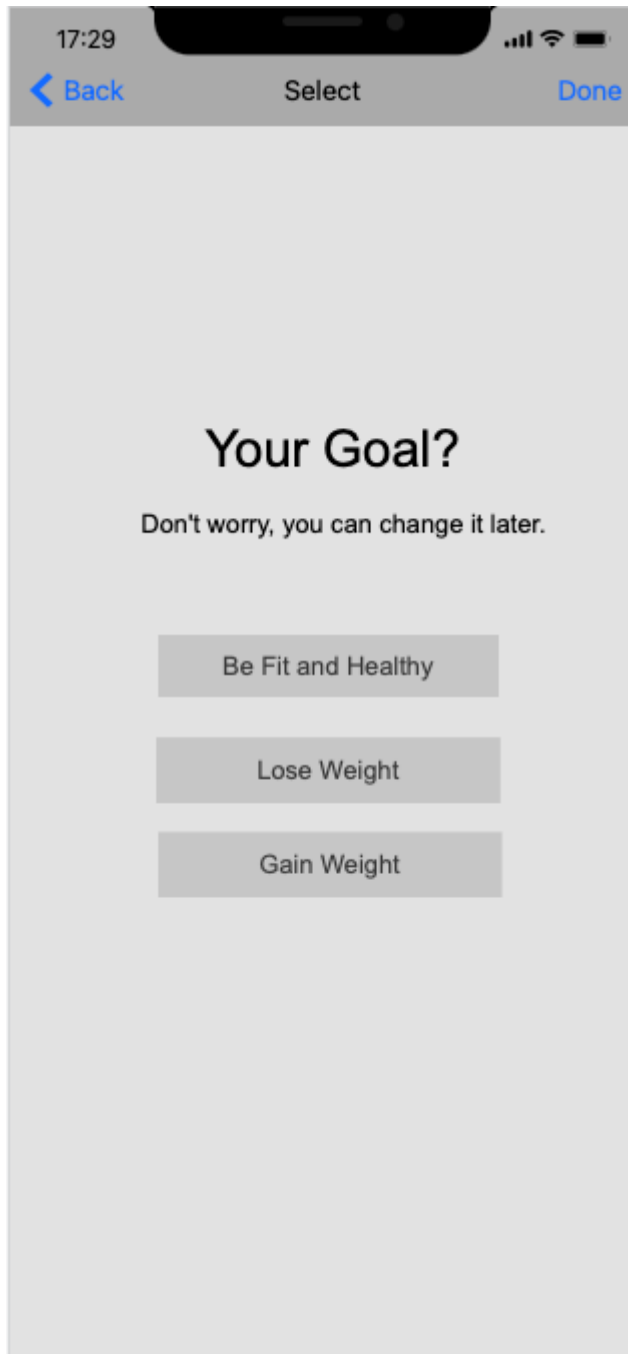 17:29
Back Select Done
Your Goal?
Don't worry, you can change it later.
Be Fit and Healthy
Lose Weight
Gain Weight